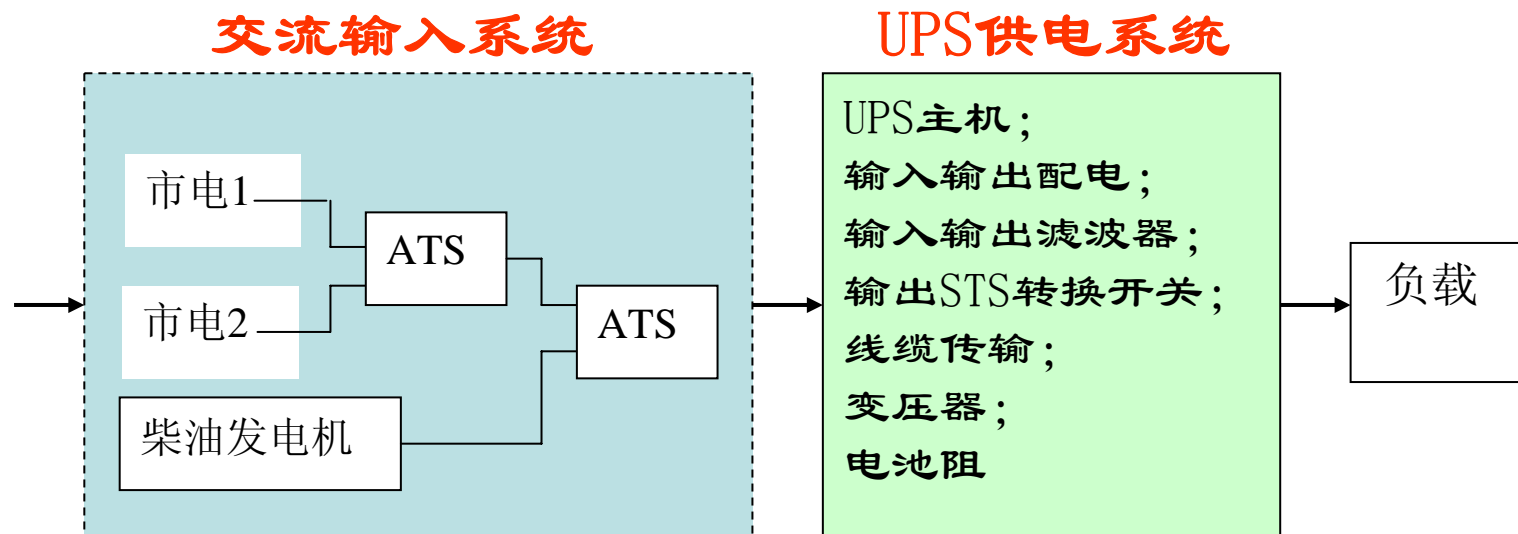 交流输入系统
市电1
市电2
柴油发电机
ATS
ATS
UPS供电系统
UPS主机;
输入输出配电;
输入输出滤波器;
输出STS转换开关;
线缆传输;
变压器;
电池阻
负载